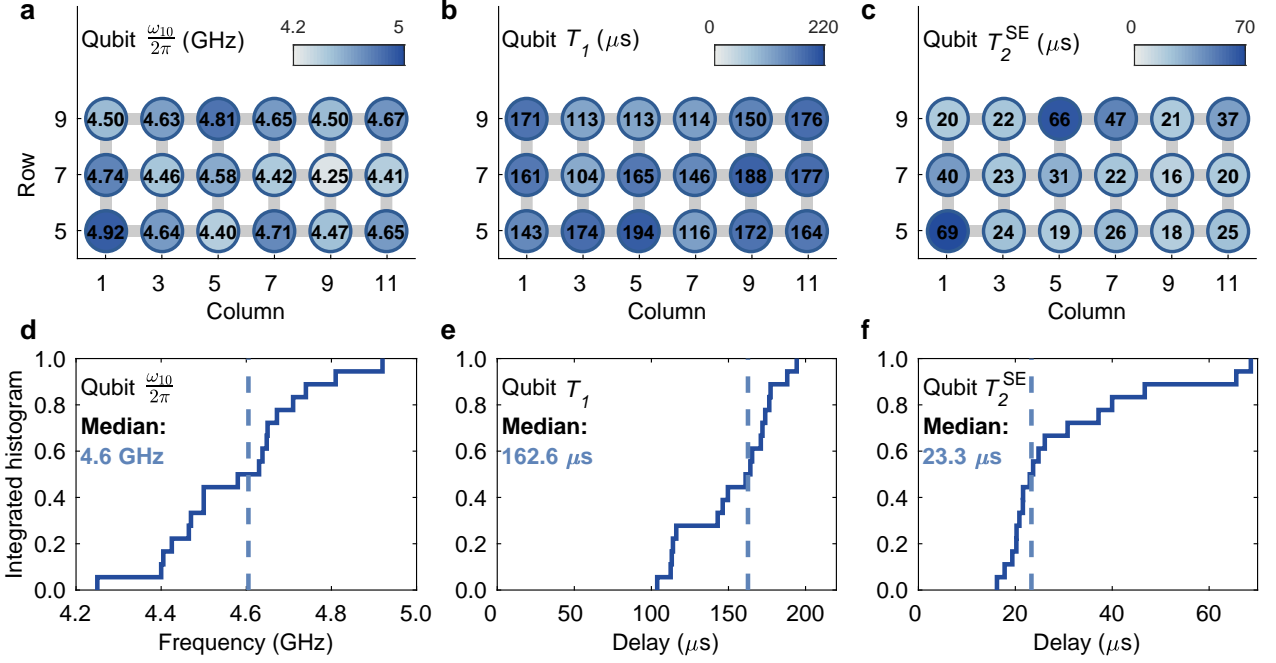 a
Qubit ω10/2π (GHz)
4.2 5
9 4.50 4.63 4.81 4.65 4.50 4.67
7 4.74 4.46 4.58 4.42 4.25 4.41
5 4.92 4.64 4.40 4.71 4.47 4.65
Row
1 3 5 7 9 11
Column
b
Qubit T1 (μs)
0 220
9 171 113 113 114 150 176
7 161 104 165 146 188 177
5 143 174 194 116 172 164
1 3 5 7 9 11
Column
c
Qubit T2SE (μs)
0 70
9 20 22 66 47 21 37
7 40 23 31 22 16 20
5 69 24 19 26 18 25
1 3 5 7 9 11
Column
d
Qubit ω10/2π
Median:
4.6 GHz
Integrated histogram
1.0
0.8
0.6
0.4
0.2
0.0
4.2 4.4 4.6 4.8 5.0
Frequency (GHz)
e
Qubit T1
Median:
162.6 μs
1.0
0.8
0.6
0.4
0.2
0.0
0 50 100 150 200
Delay (μs)
f
Qubit T2SE
Median:
23.3 μs
1.0
0.8
0.6
0.4
0.2
0.0
0 20 40 60
Delay (μs)